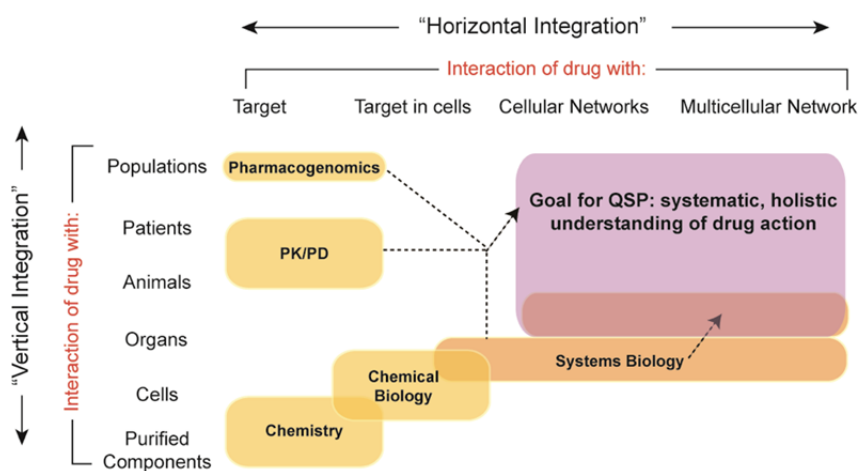 “Horizontal Integration”
Interaction of drug with:
Target Target in cells Cellular Networks Multicellular Network
“Vertical Integration”
Interaction of drug with:
Populations
Patients
Animals
Organs
Cells
Purified
Components
Pharmacogenomics
PK/PD
Goal for QSP: systematic, holistic
understanding of drug action
Systems Biology
Chemical
Biology
Chemistry